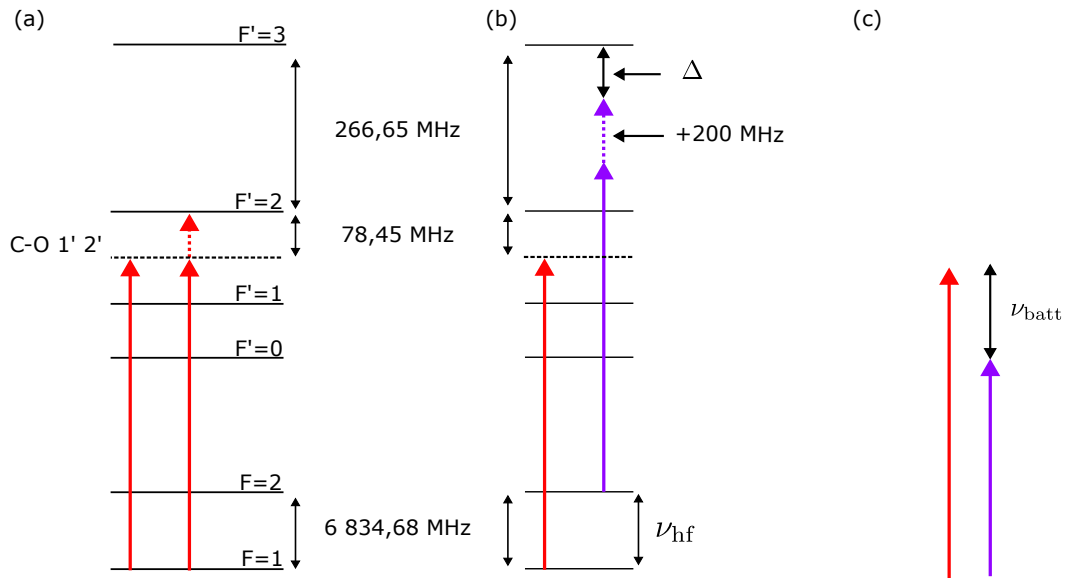 (a)
F'=3
266,65 MHz
F'=2
78,45 MHz
C-O 1' 2'
F'=1
F'=0
F=2
6 834,68 MHz
F=1
(b)
Δ
+200 MHz
ν_hf
(c)
ν_batt